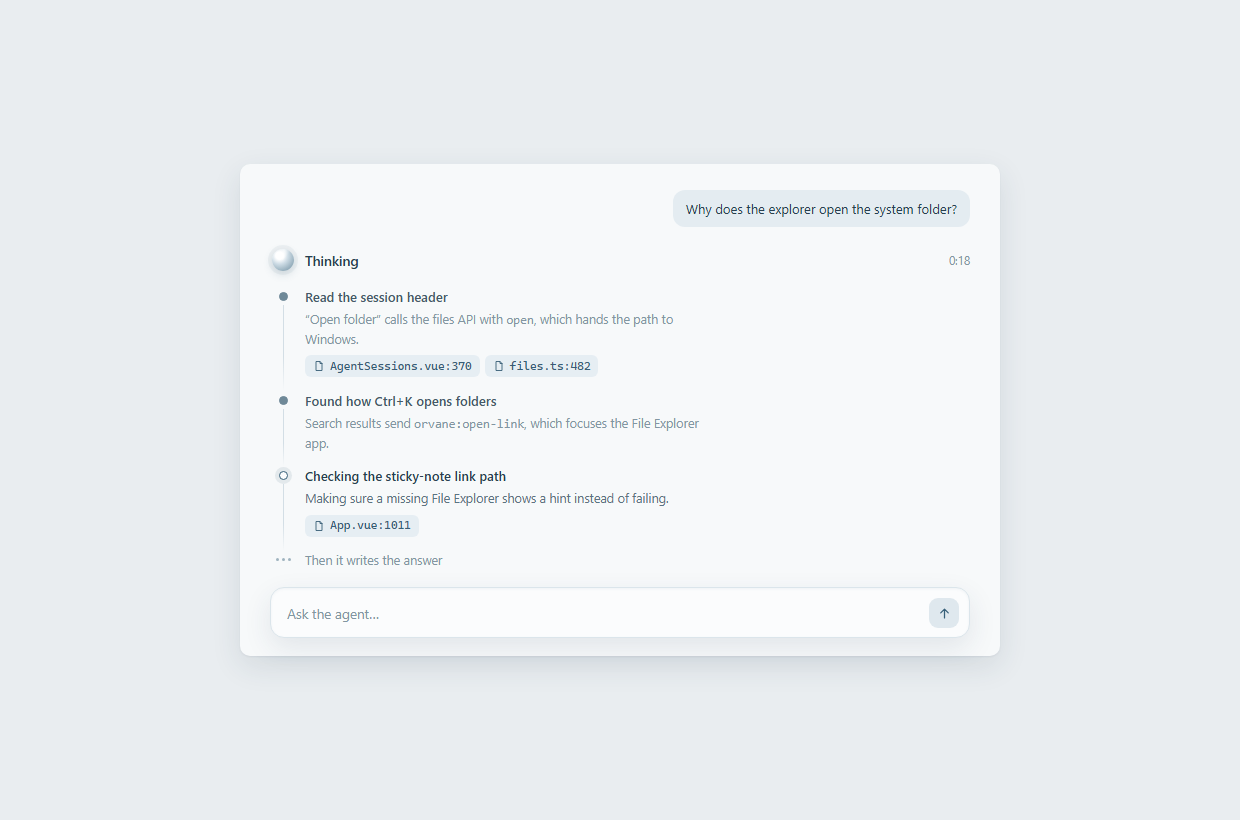 Why does the explorer open the system folder?
Thinking
0:18
Read the session header
“Open folder” calls the files API with open, which hands the path to
Windows.
AgentSessions.vue:370
files.ts:482
Found how Ctrl+K opens folders
Search results send orvane:open-link, which focuses the File Explorer
app.
Checking the sticky-note link path
Making sure a missing File Explorer shows a hint instead of failing.
App.vue:1011
Then it writes the answer
Ask the agent…